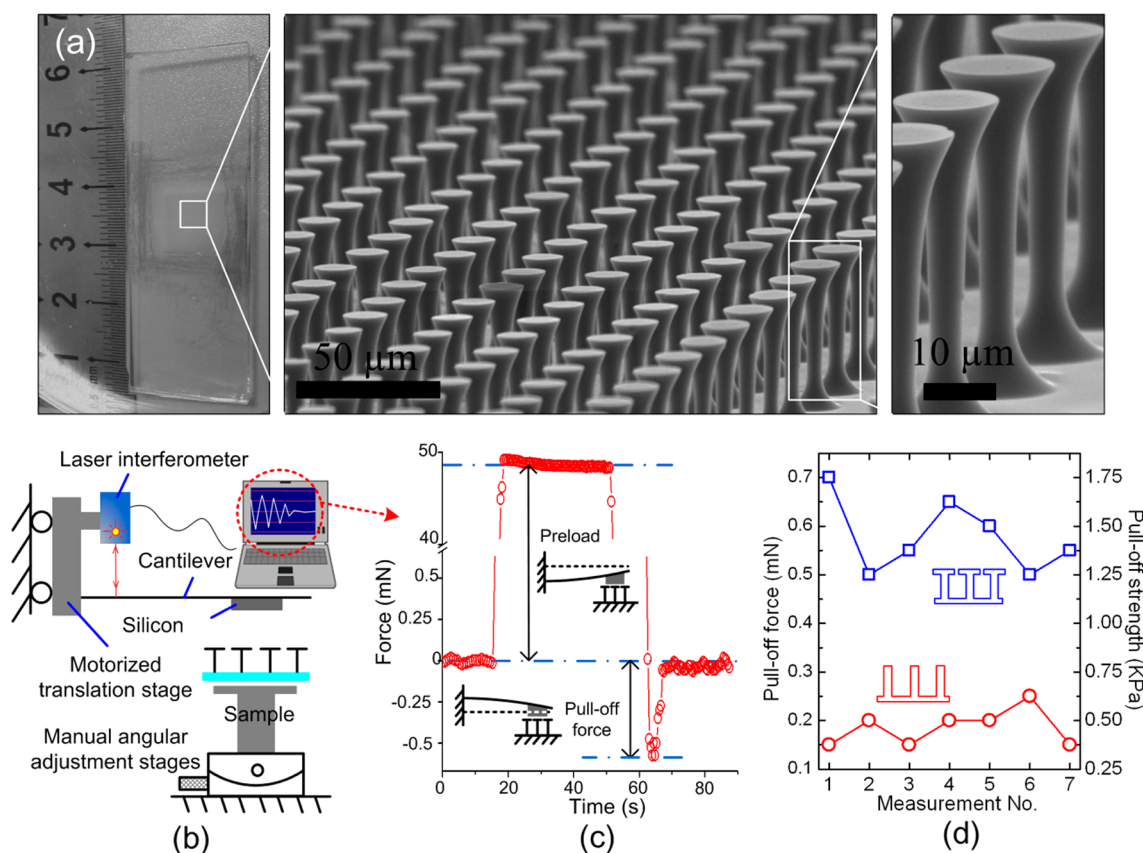 (a)
7
6
5
4
3
2
1
50 µm
10 µm
Laser interferometer
Cantilever
Silicon
Motorized
translation stage
Sample
Manual angular
adjustment stages
(b)
50
40
0.5
0.25
0
-0.25
-0.5
Force (mN)
Preload
Pull-off
force
0 20 40 60 80
Time (s)
(c)
0.7
0.6
0.5
0.4
0.3
0.2
0.1
Pull-off force (mN)
1.75
1.50
1.25
1.00
0.75
0.50
0.25
Pull-off strength (KPa)
1 2 3 4 5 6 7
Measurement No.
(d)